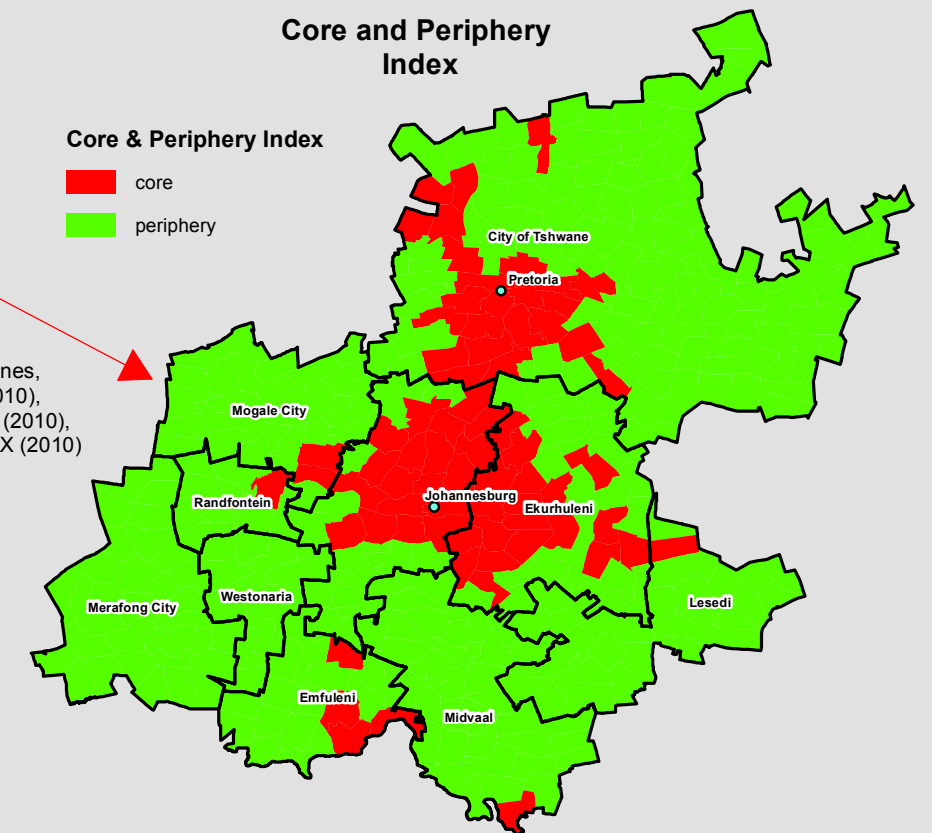 Core and Periphery
Index
Core & Periphery Index
core
periphery
City of Tshwane
Pretoria
nes,
010),
(2010),
X (2010)
Mogale City
Randfontein
Johannesburg
Ekurhuleni
Westonaria
Merafong City
Lesedi
Emfuleni
Midvaal